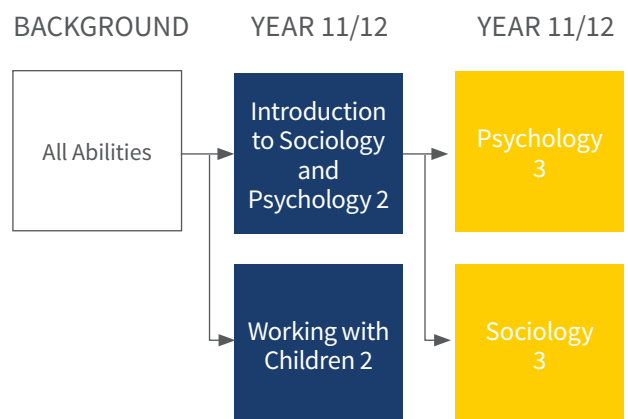 BACKGROUND
YEAR 11/12
YEAR 11/12
All Abilities
Introduction
to Sociology
and
Psychology 2
Psychology
3
Working with
Children 2
Sociology
3